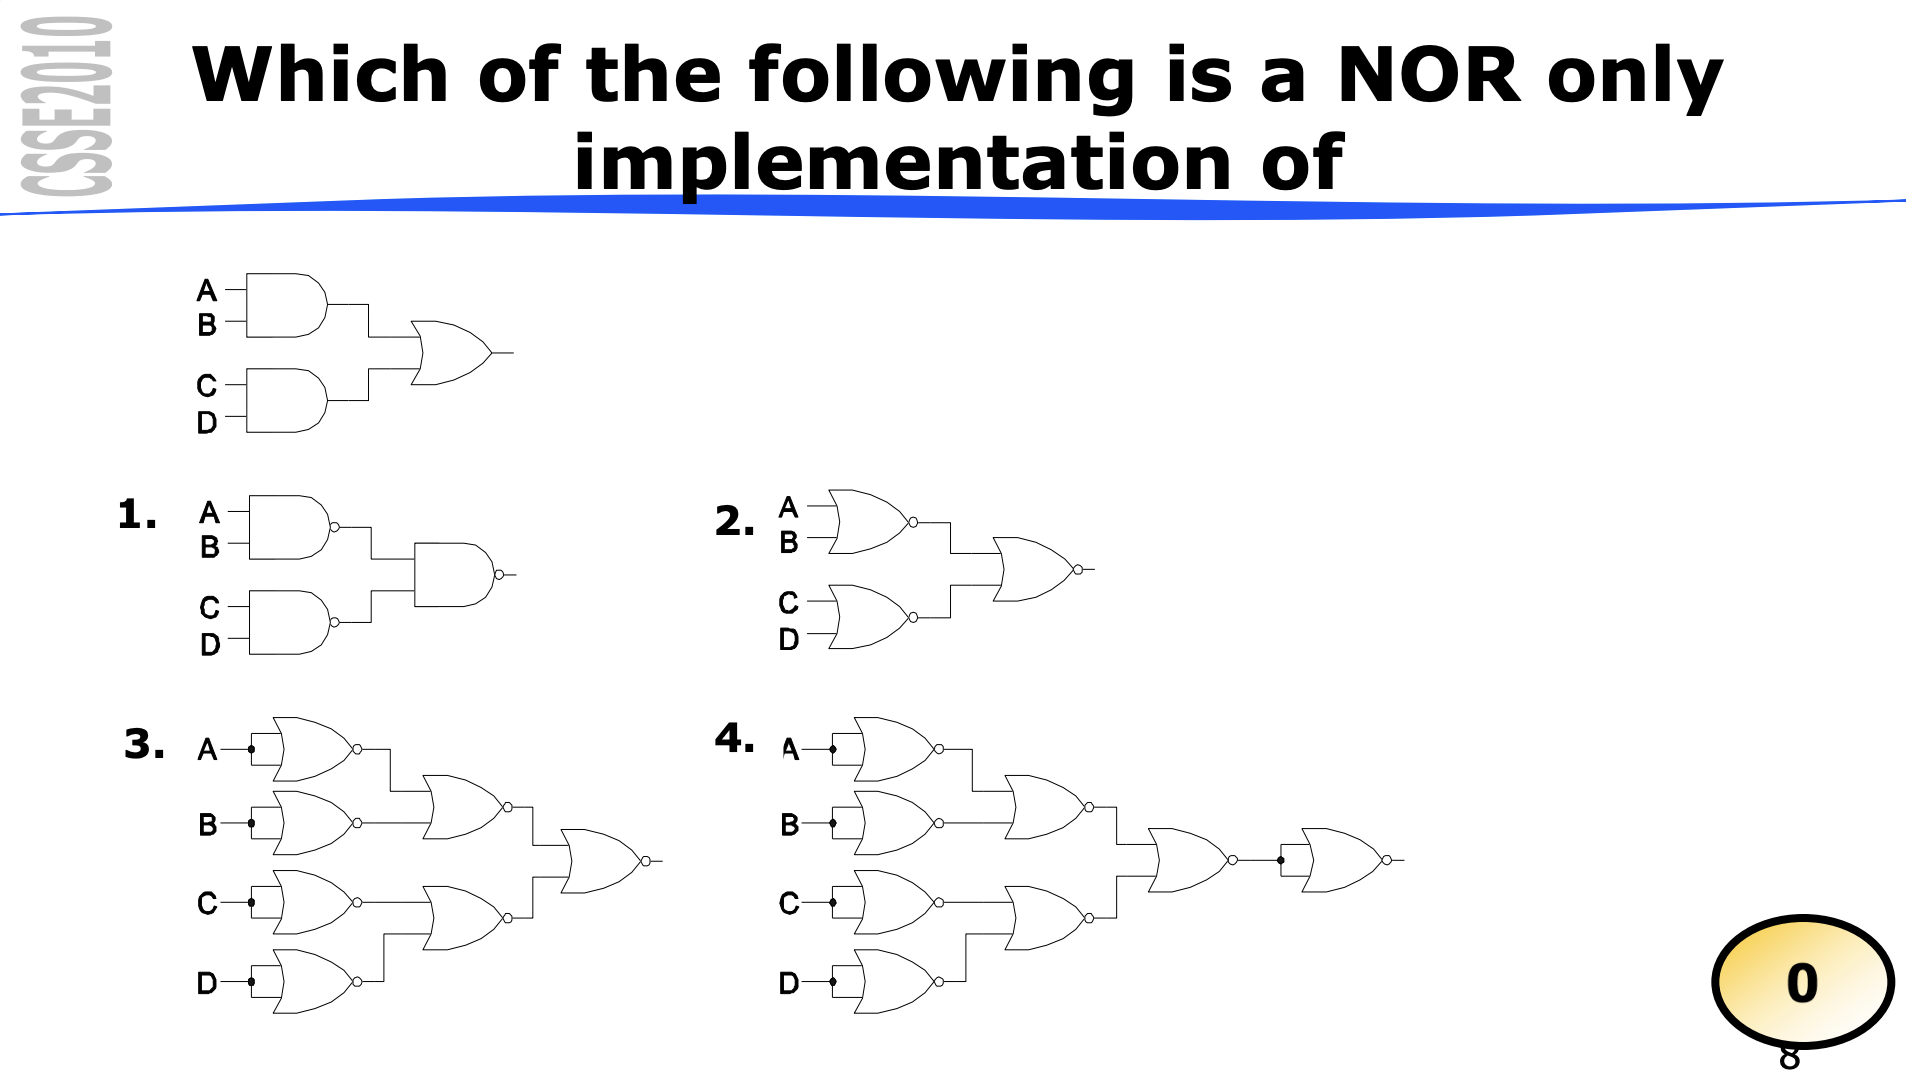 CSSE2010
Which of the following is a NOR only
implementation of
A
B
C
D
1.
A
B
C
D
2.
A
B
C
D
3.
A
B
C
D
4.
A
B
C
D
0
8